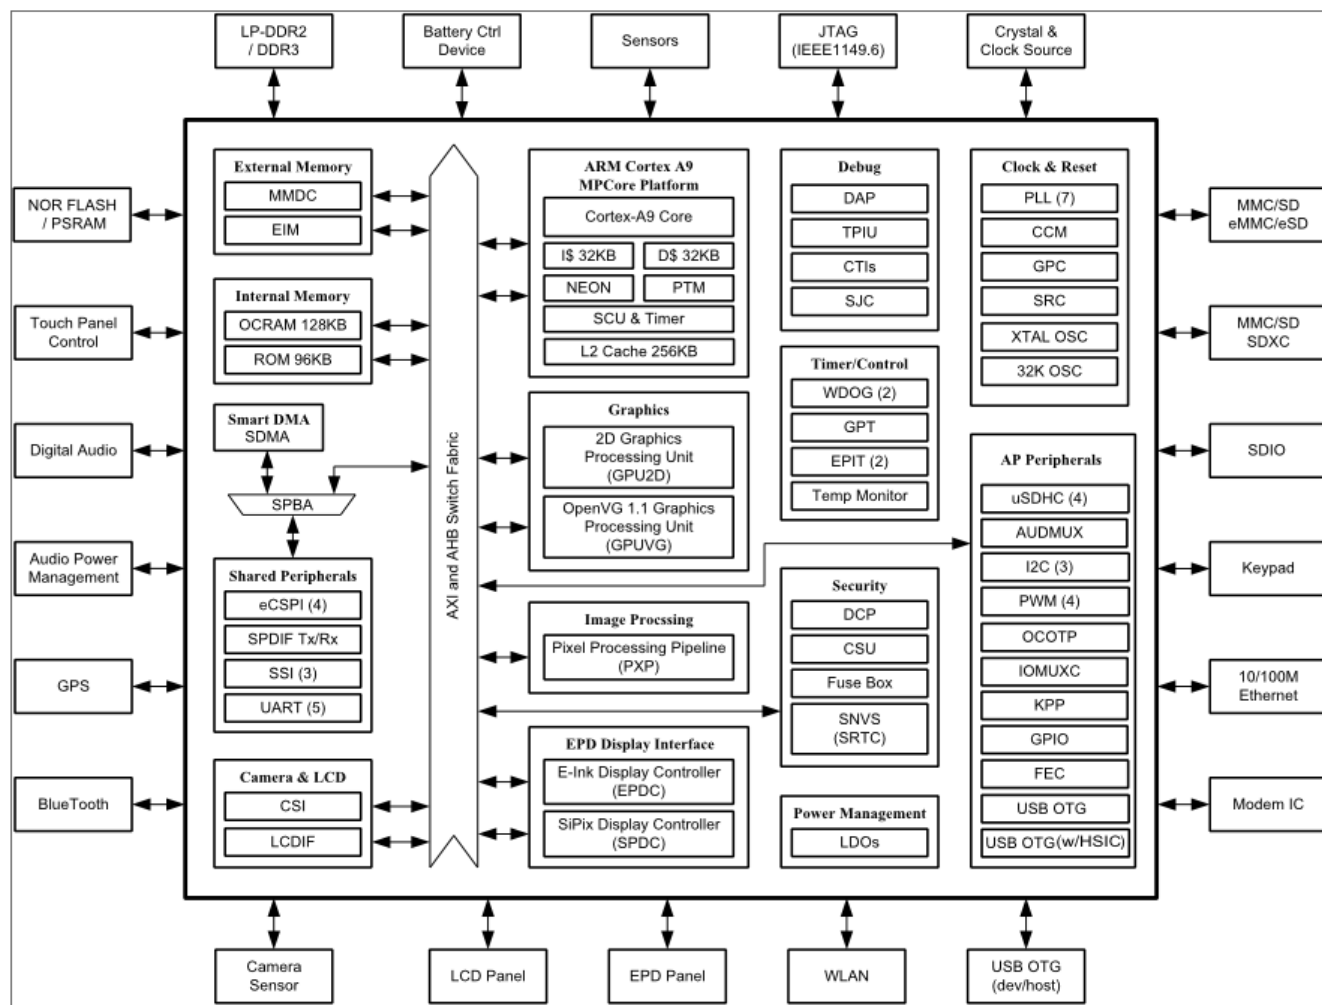 LP-DDR2
/ DDR3
Battery Ctrl
Device
Sensors
JTAG
(IEEE1149.6)
Crystal &
Clock Source
NOR FLASH
/ PSRAM
Touch Panel
Control
Digital Audio
Audio Power
Management
GPS
BlueTooth
External Memory
MMDC
EIM
Internal Memory
OCRAM 128KB
ROM 96KB
Smart DMA
SDMA
SPBA
Shared Peripherals
eCSPI (4)
SPDIF Tx/Rx
SSI (3)
UART (5)
Camera & LCD
CSI
LCDIF
AXI and AHB Switch Fabric
ARM Cortex A9
MPCore Platform
Cortex-A9 Core
I$ 32KB
D$ 32KB
NEON
PTM
SCU & Timer
L2 Cache 256KB
Graphics
2D Graphics
Processing Unit
(GPU2D)
OpenVG 1.1 Graphics
Processing Unit
(GPUVG)
Image Procssing
Pixel Processing Pipeline
(PXP)
EPD Display Interface
E-Ink Display Controller
(EPDC)
SiPix Display Controller
(SPDC)
Debug
DAP
TPIU
CTIs
SJC
Timer/Control
WDOG (2)
GPT
EPIT (2)
Temp Monitor
Security
DCP
CSU
Fuse Box
SNVS
(SRTC)
Power Management
LDOs
Clock & Reset
PLL (7)
CCM
GPC
SRC
XTAL OSC
32K OSC
AP Peripherals
uSDHC (4)
AUDMUX
I2C (3)
PWM (4)
OCOTP
IOMUXC
KPP
GPIO
FEC
USB OTG
USB OTG(w/HSIC)
MMC/SD
eMMC/eSD
MMC/SD
SDXC
SDIO
Keypad
10/100M
Ethernet
Modem IC
Camera
Sensor
LCD Panel
EPD Panel
WLAN
USB OTG
(dev/host)